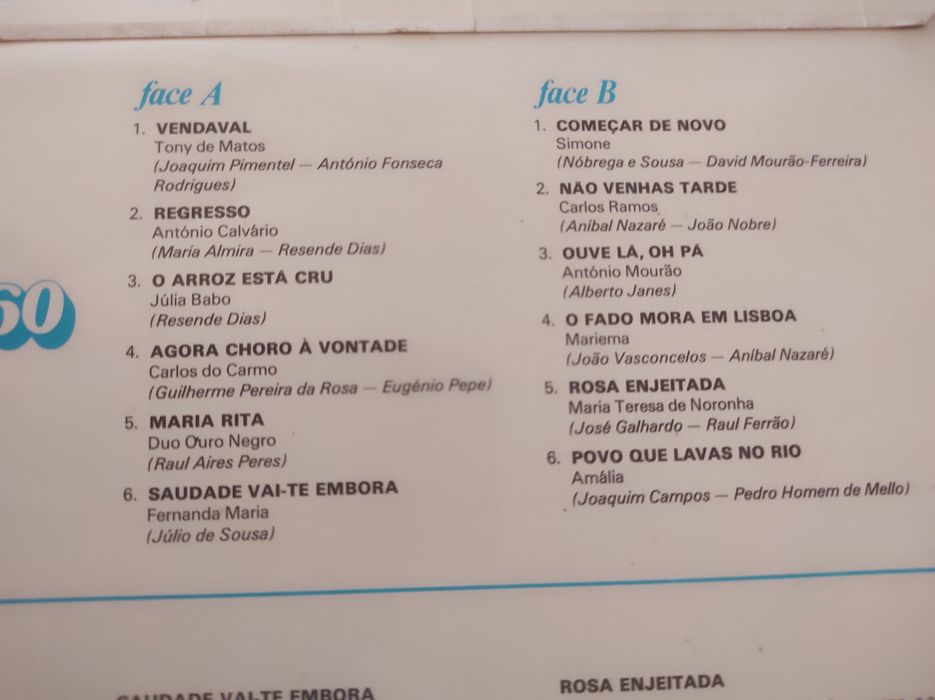 face A
1. VENDAVAL
Tony de Matos
(Joaquim Pimentel — António Fonseca
Rodrigues)
2. REGRESSO
António Calvário
(Maria Almira — Resende Dias)
3. O ARROZ ESTÁ CRU
Júlia Babo
(Resende Dias)
4. AGORA CHORO À VONTADE
Carlos do Carmo
(Guilherme Pereira da Rosa — Eugénio Pepe)
5. MARIA RITA
Duo Ouro Negro
(Raul Aires Peres)
6. SAUDADE VAI-TE EMBORA
Fernanda Maria
(Júlio de Sousa)
face B
1. COMEÇAR DE NOVO
Simone
(Nóbrega e Sousa — David Mourão-Ferreira)
2. NÃO VENHAS TARDE
Carlos Ramos
(Aníbal Nazaré — João Nobre)
3. OUVE LÁ, OH PÁ
António Mourão
(Alberto Janes)
4. O FADO MORA EM LISBOA
Mariema
(João Vasconcelos — Aníbal Nazaré)
5. ROSA ENJEITADA
Maria Teresa de Noronha
(José Galhardo — Raul Ferrão)
6. POVO QUE LAVAS NO RIO
Amália
(Joaquim Campos — Pedro Homem de Mello)
60
SAUDADE VAI-TE EMBORA
ROSA ENJEITADA